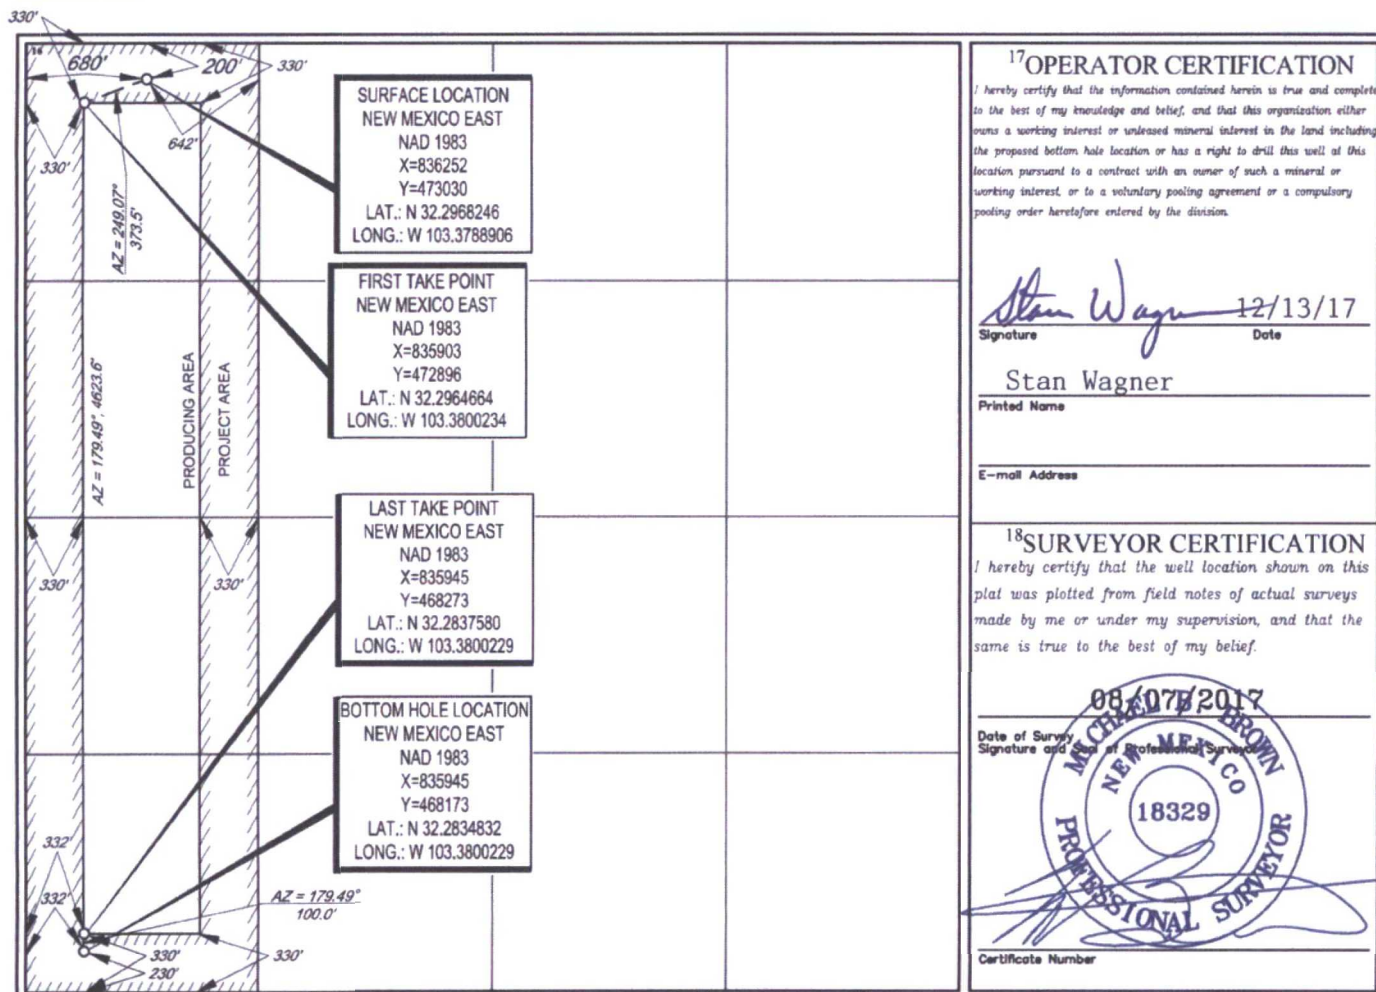 330'
16
680'
200'
330'
642'
330'
AZ = 249.07°
373.5'
SURFACE LOCATION
NEW MEXICO EAST
NAD 1983
X=836252
Y=473030
LAT.: N 32.2968246
LONG.: W 103.3788906
FIRST TAKE POINT
NEW MEXICO EAST
NAD 1983
X=835903
Y=472896
LAT.: N 32.2964664
LONG.: W 103.3800234
AZ = 179.49°, 4623.6'
PRODUCING AREA
PROJECT AREA
330'
330'
LAST TAKE POINT
NEW MEXICO EAST
NAD 1983
X=835945
Y=468273
LAT.: N 32.2837580
LONG.: W 103.3800229
BOTTOM HOLE LOCATION
NEW MEXICO EAST
NAD 1983
X=835945
Y=468173
LAT.: N 32.2834832
LONG.: W 103.3800229
332'
332'
AZ = 179.49°
100.0'
330'
230'
330'
17OPERATOR CERTIFICATION
I hereby certify that the information contained herein is true and complete
to the best of my knowledge and belief, and that this organization either
owns a working interest or unleased mineral interest in the land including
the proposed bottom hole location or has a right to drill this well at this
location pursuant to a contract with an owner of such a mineral or
working interest, or to a voluntary pooling agreement or a compulsory
pooling order heretofore entered by the division.
Stan Wagner 12/13/17
Signature Date
Stan Wagner
Printed Name
E-mail Address
18SURVEYOR CERTIFICATION
I hereby certify that the well location shown on this
plat was plotted from field notes of actual surveys
made by me or under my supervision, and that the
same is true to the best of my belief.
08/07/2017
Date of Survey
Signature and Seal of Professional Surveyor
MICHAEL B. BROWN
NEW MEXICO
18329
PROFESSIONAL SURVEYOR
Certificate Number